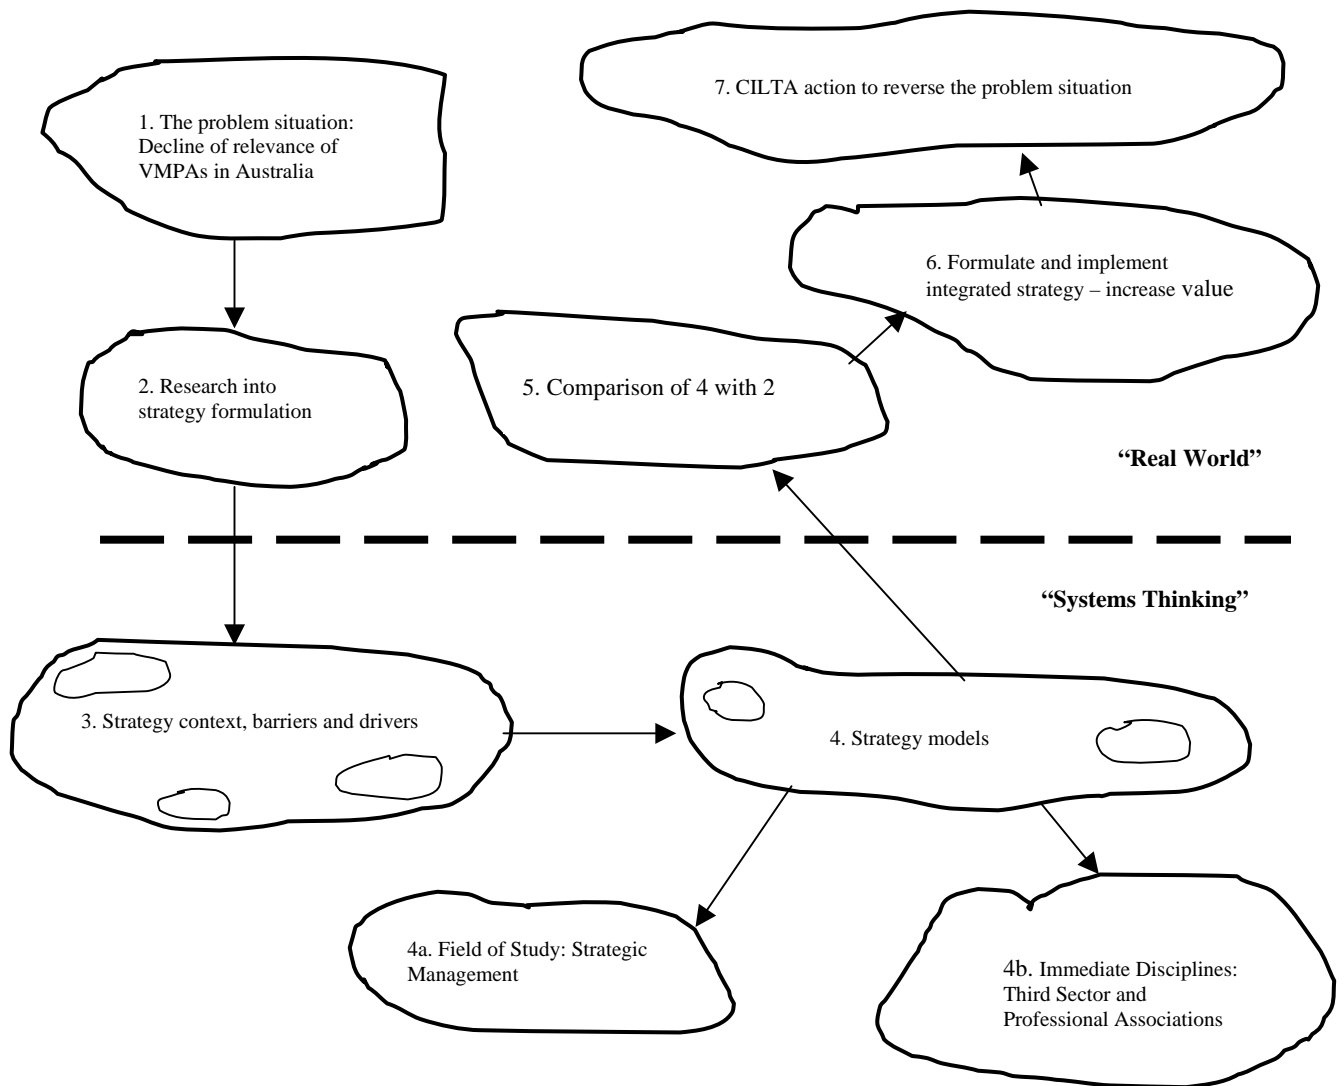 1. The problem situation:
Decline of relevance of
VMPAs in Australia
7. CILTA action to reverse the problem situation
6. Formulate and implement
integrated strategy – increase value
2. Research into
strategy formulation
5. Comparison of 4 with 2
“Real World”
“Systems Thinking”
3. Strategy context, barriers and drivers
4. Strategy models
4a. Field of Study: Strategic
Management
4b. Immediate Disciplines:
Third Sector and
Professional Associations